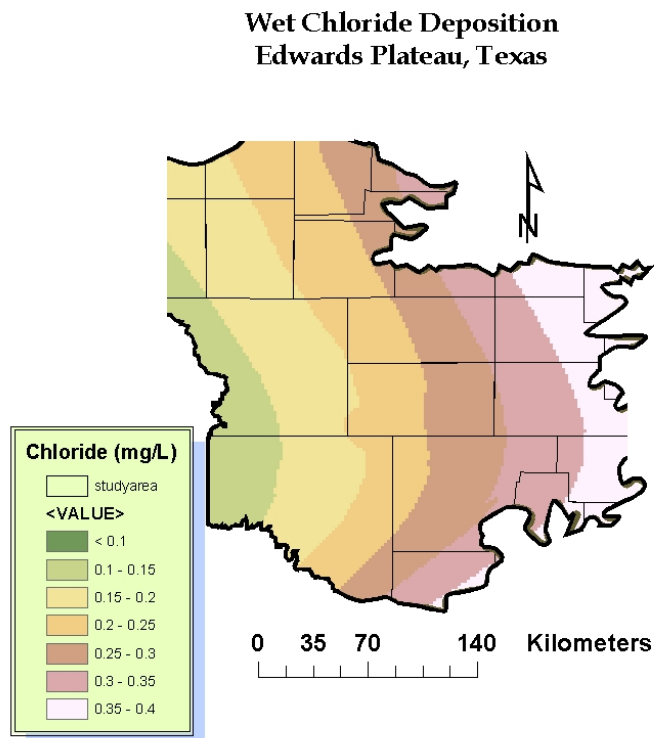 Wet Chloride Deposition
Edwards Plateau, Texas
N
Chloride (mg/L)
studyarea
<VALUE>
< 0.1
0.1 - 0.15
0.15 - 0.2
0.2 - 0.25
0.25 - 0.3
0.3 - 0.35
0.35 - 0.4
0 35 70 140 Kilometers